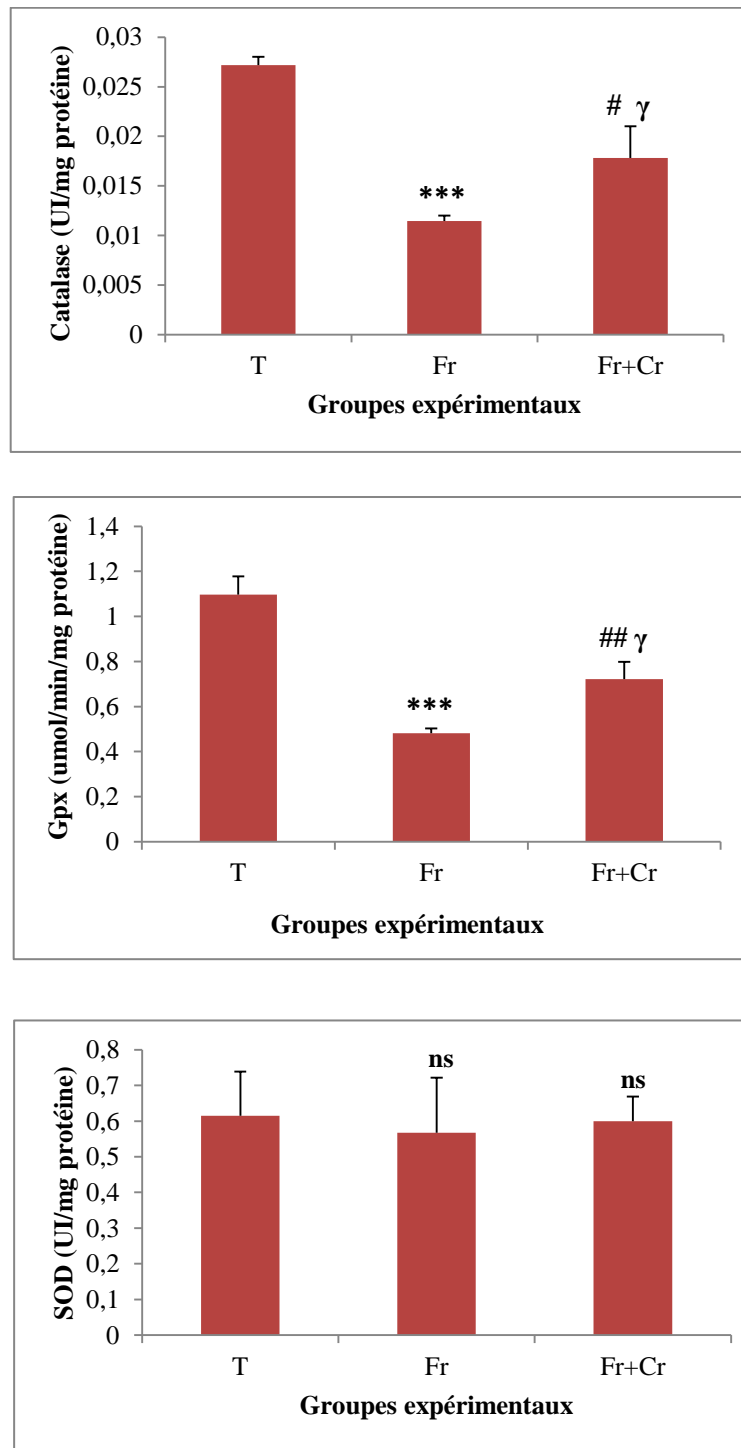 Catalase (UI/mg protéine)
0,03
0,025
0,02
0,015
0,01
0,005
0
***
# γ
T Fr Fr+Cr
Groupes expérimentaux
Gpx (umol/min/mg protéine)
1,4
1,2
1
0,8
0,6
0,4
0,2
0
***
## γ
T Fr Fr+Cr
Groupes expérimentaux
SOD (UI/mg protéine)
0,8
0,7
0,6
0,5
0,4
0,3
0,2
0,1
0
ns
ns
T Fr Fr+Cr
Groupes expérimentaux